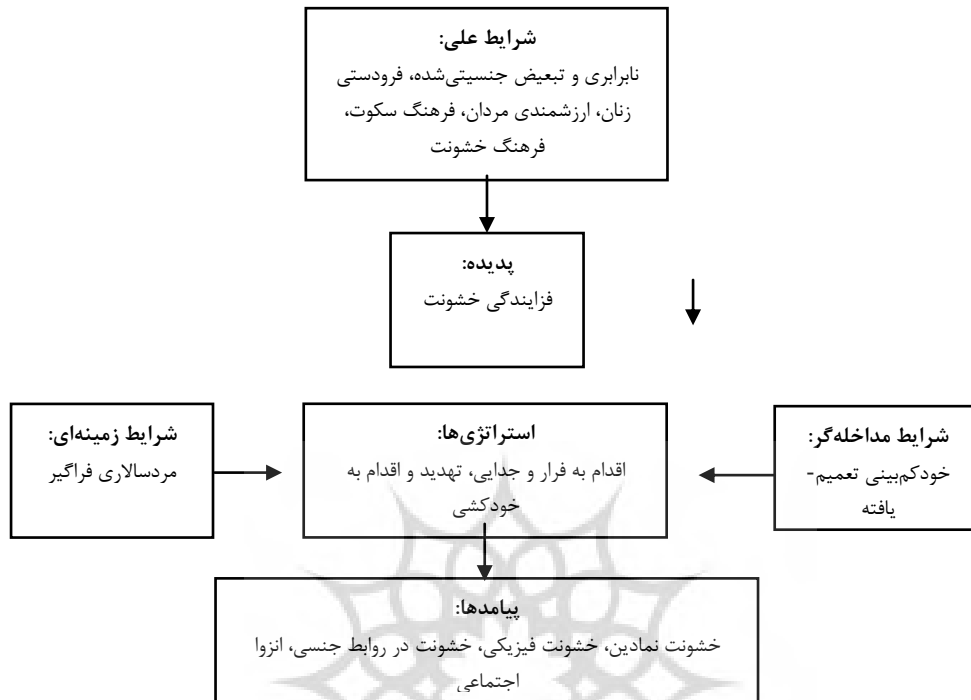 شرایط علی:
نابرابری و تبعیض جنسیتی‌شده، فرودستی
زنان، ارزشمندی مردان، فرهنگ سکوت،
فرهنگ خشونت
پدیده:
فزایندگی خشونت
شرایط مداخله‌گر:
خودکم‌بینی تعمیم-
یافته
استراتژی‌ها:
اقدام به فرار و جدایی، تهدید و اقدام به
خودکشی
شرایط زمینه‌ای:
مردسالاری فراگیر
پیامدها:
خشونت نمادین، خشونت فیزیکی، خشونت در روابط جنسی، انزوا
اجتماعی